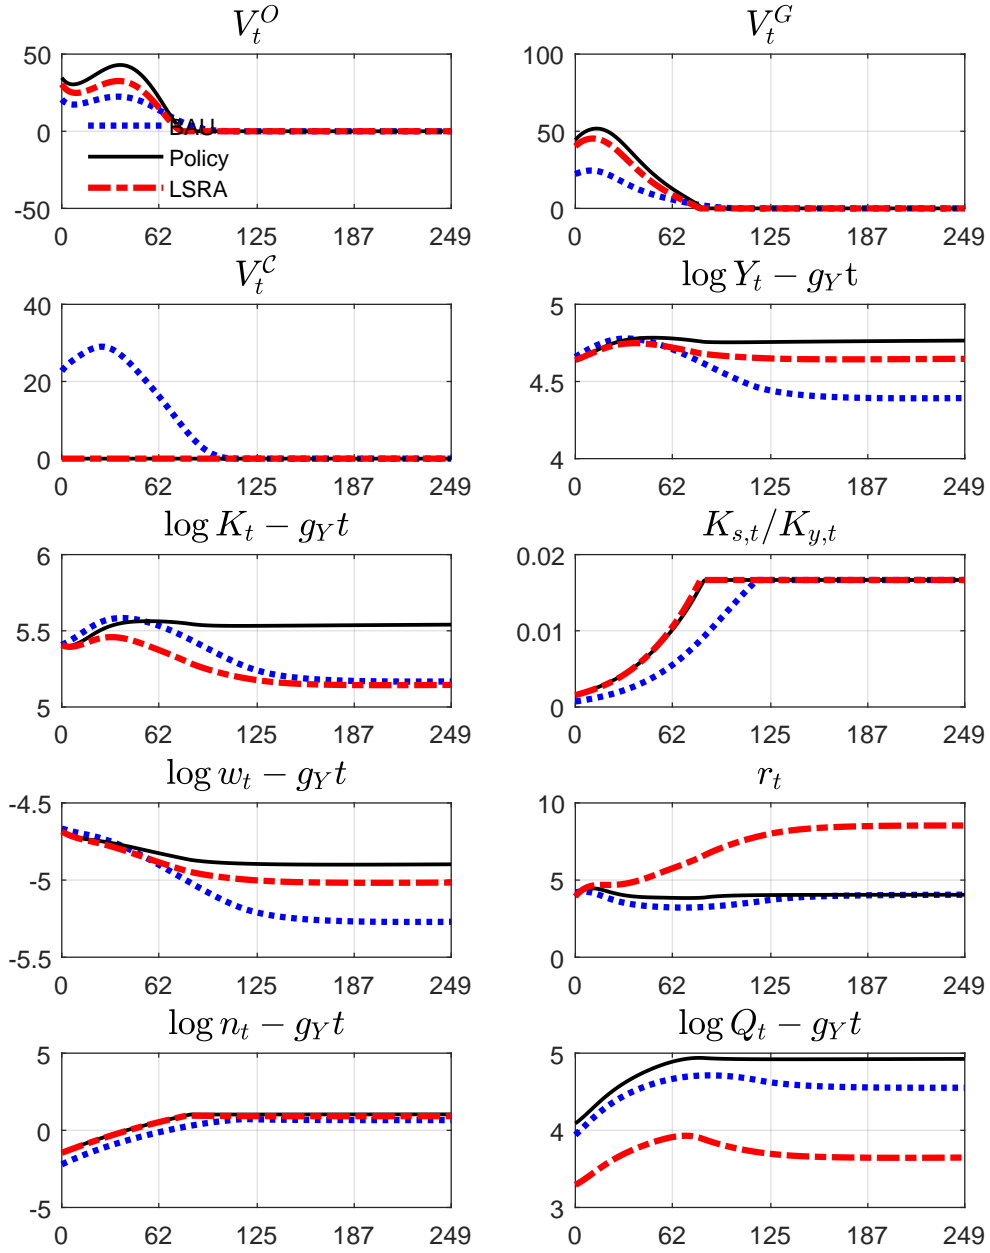 V_t^O
50
0
-50
0 62 125 187 249
BAU
Policy
LSRA
V_t^G
100
50
0
0 62 125 187 249
V_t^C
40
20
0
0 62 125 187 249
log Y_t − g_Y t
5
4.5
4
0 62 125 187 249
log K_t − g_Y t
6
5.5
5
0 62 125 187 249
K_{s,t}/K_{y,t}
0.02
0.01
0
0 62 125 187 249
log w_t − g_Y t
-4.5
-5
-5.5
0 62 125 187 249
r_t
10
5
0
0 62 125 187 249
log n_t − g_Y t
5
0
-5
0 62 125 187 249
log Q_t − g_Y t
5
4
3
0 62 125 187 249